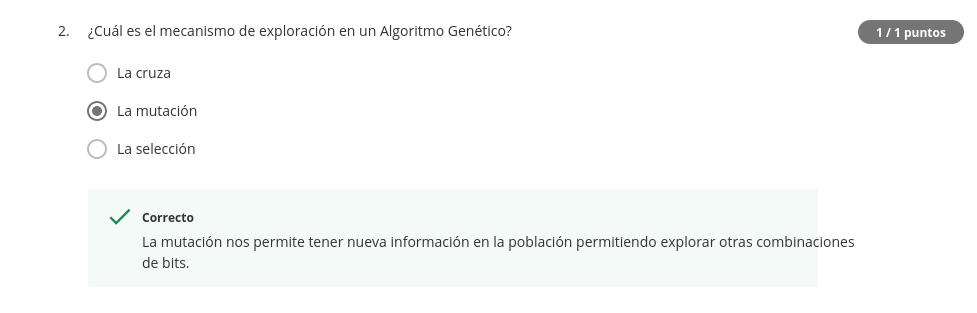 2. ¿Cuál es el mecanismo de exploración en un Algoritmo Genético?
1 / 1 puntos
La cruza
La mutación
La selección
Correcto
La mutación nos permite tener nueva información en la población permitiendo explorar otras combinaciones
de bits.